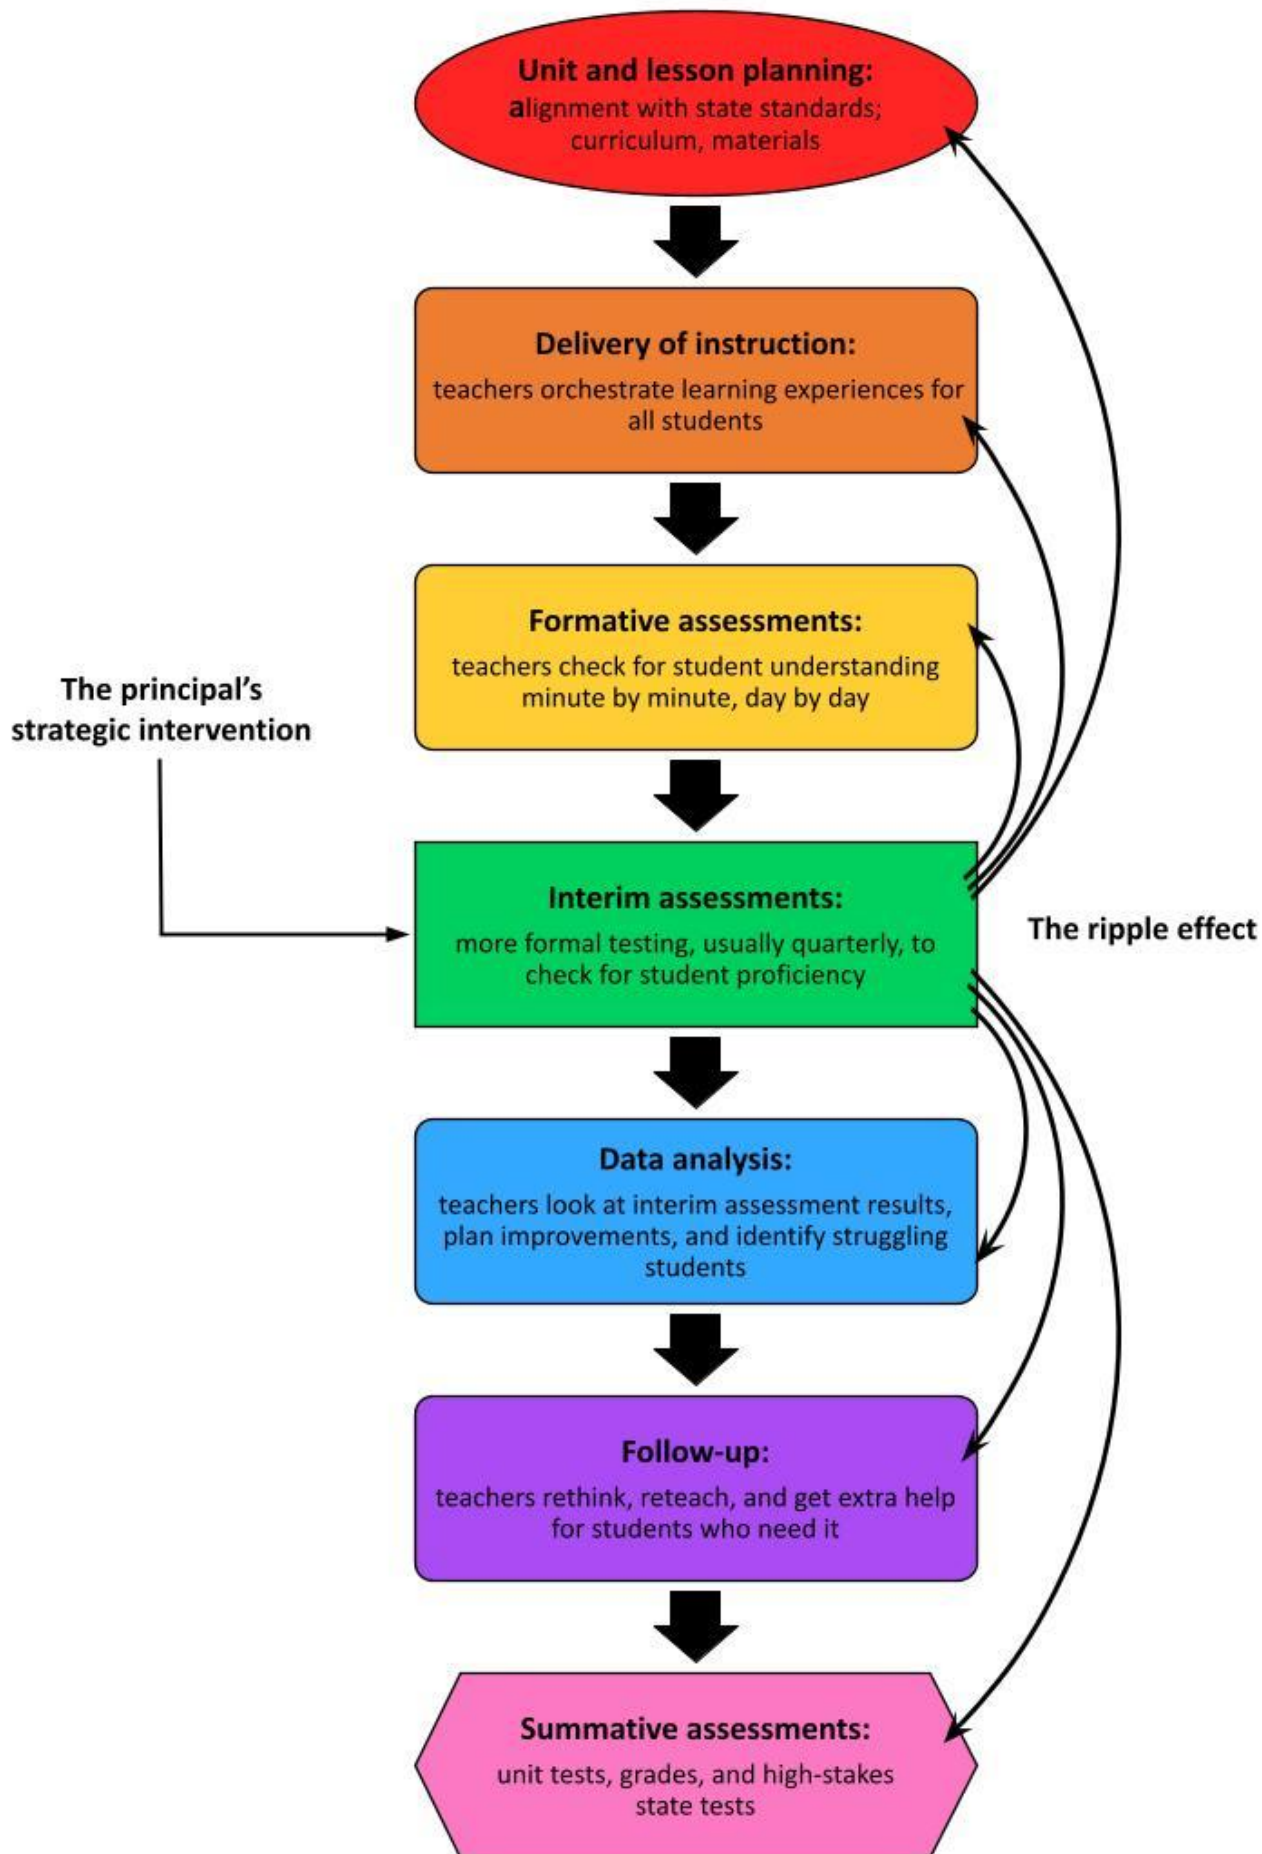 Unit and lesson planning:
alignment with state standards;
curriculum, materials
Delivery of instruction:
teachers orchestrate learning experiences for
all students
Formative assessments:
teachers check for student understanding
minute by minute, day by day
The principal’s
strategic intervention
Interim assessments:
more formal testing, usually quarterly, to
check for student proficiency
The ripple effect
Data analysis:
teachers look at interim assessment results,
plan improvements, and identify struggling
students
Follow-up:
teachers rethink, reteach, and get extra help
for students who need it
Summative assessments:
unit tests, grades, and high-stakes
state tests